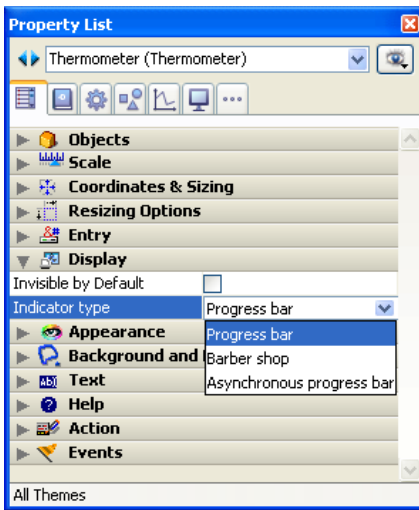 Property List
Thermometer (Thermometer)
Objects
Scale
Coordinates & Sizing
Resizing Options
Entry
Display
Invisible by Default
Indicator type Progress bar
Progress bar
Barber shop
Asynchronous progress bar
Appearance
Background and
Text
Help
Action
Events
All Themes